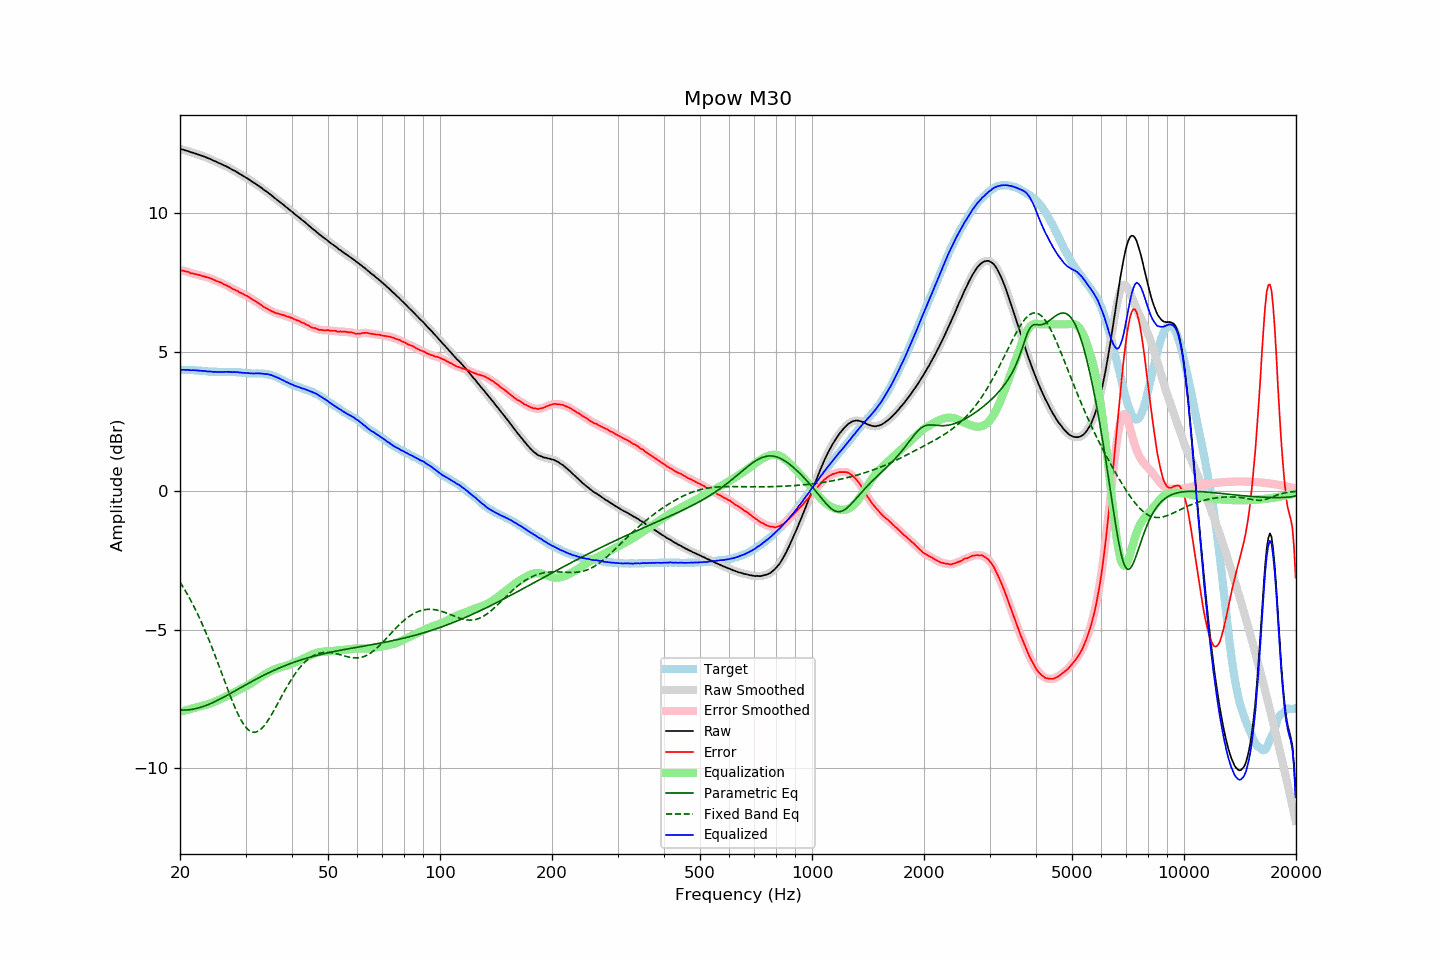 Mpow M30
Amplitude (dBr)
10
5
0
−5
−10
20
50
100
200
500
1000
2000
5000
10000
20000
Frequency (Hz)
Target
Raw Smoothed
Error Smoothed
Raw
Error
Equalization
Parametric Eq
Fixed Band Eq
Equalized